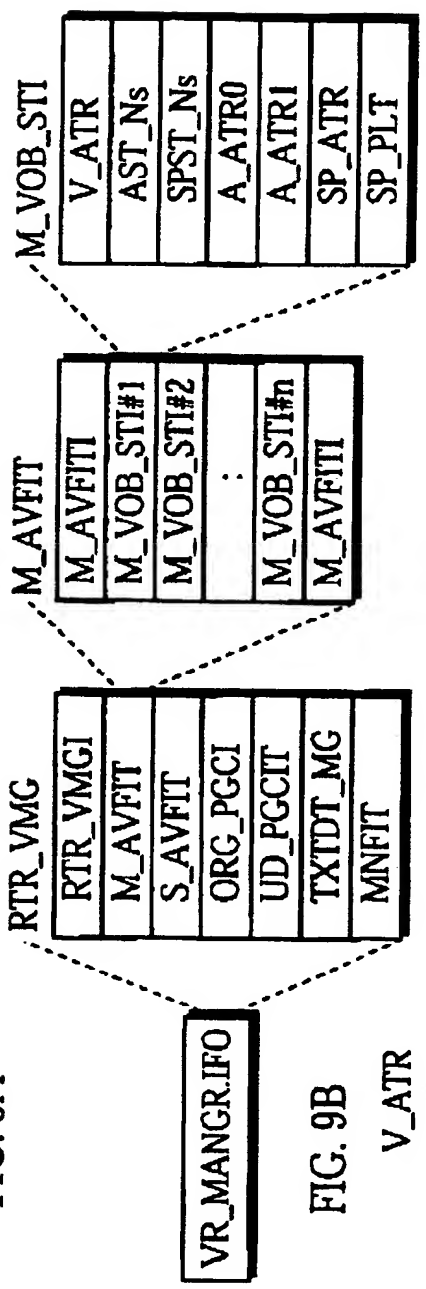 VR_MANGR.IFO
RTR_VMG
RTR_VMGI
M_AVFIT
S_AVFIT
ORG_PGCI
UD_PGCIT
TXTDT_MG
MNFIT
M_AVFIT
M_AVFITI
M_VOB_STI#1
M_VOB_STI#2
:
M_VOB_STI#n
M_AVFITI
M_VOB_STI
V_ATR
AST_Ns
SPST_Ns
A_ATR0
A_ATR1
SP_ATR
SP_PLT
FIG. 9B
V_ATR